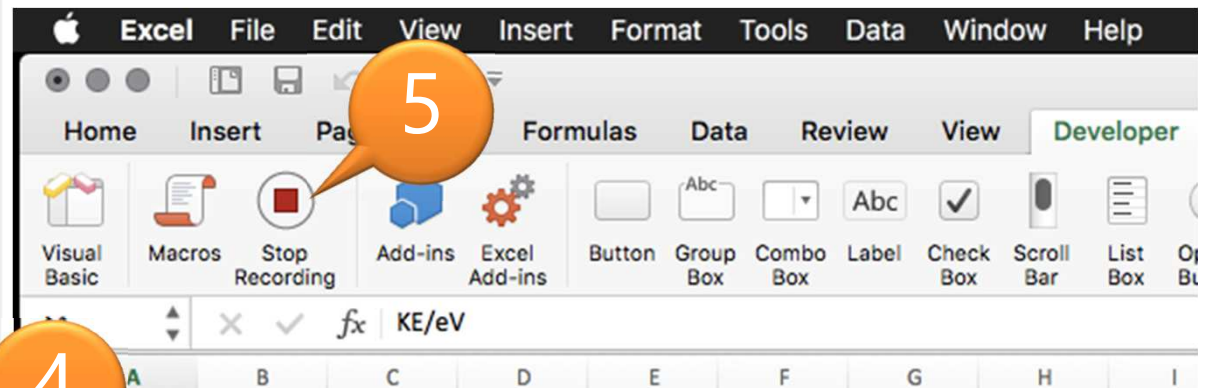 Excel File Edit View Insert Format Tools Data Window Help
5
Home Insert Formulas Data Review View Developer
Abc
Abc
Visual Basic Macros Stop Recording Add-ins Excel Add-ins Button Group Box Combo Box Label Check Box Scroll Bar List Box
fx KE/eV
4
A B C D E F G H I